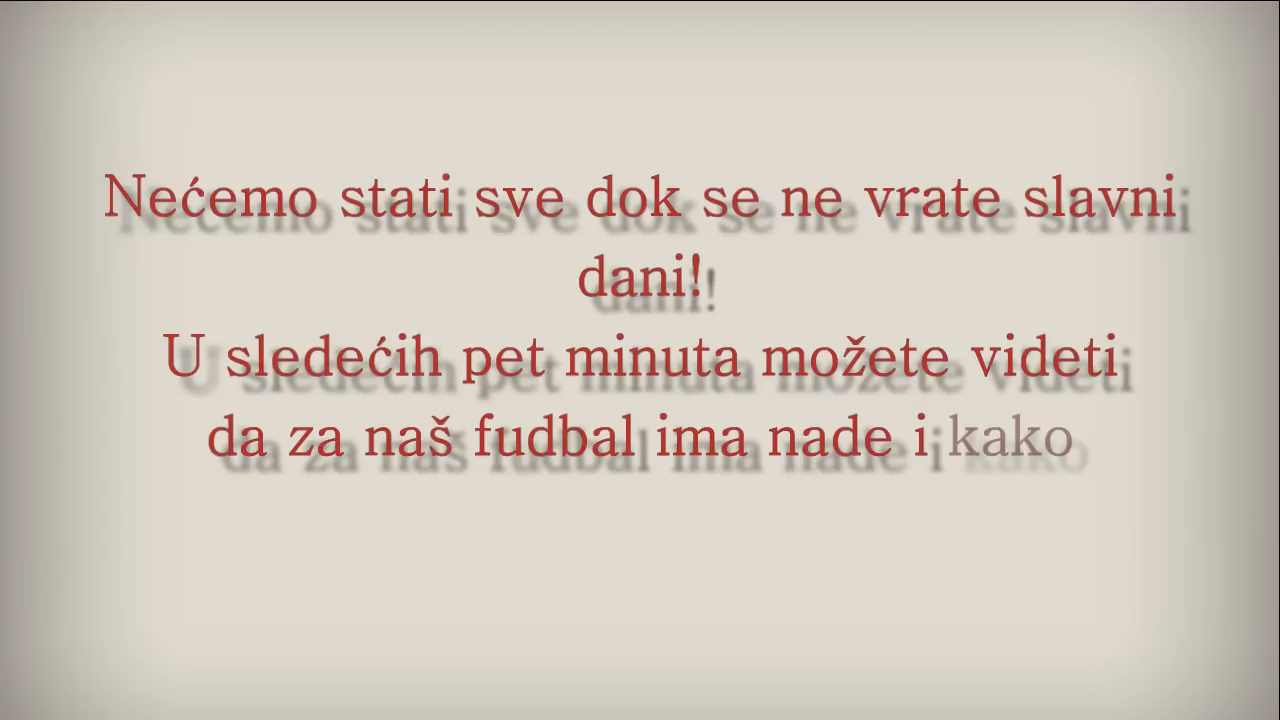 Nećemo stati sve dok se ne vrate slavni
dani!
U sledećih pet minuta možete videti
da za naš fudbal ima nade i kako